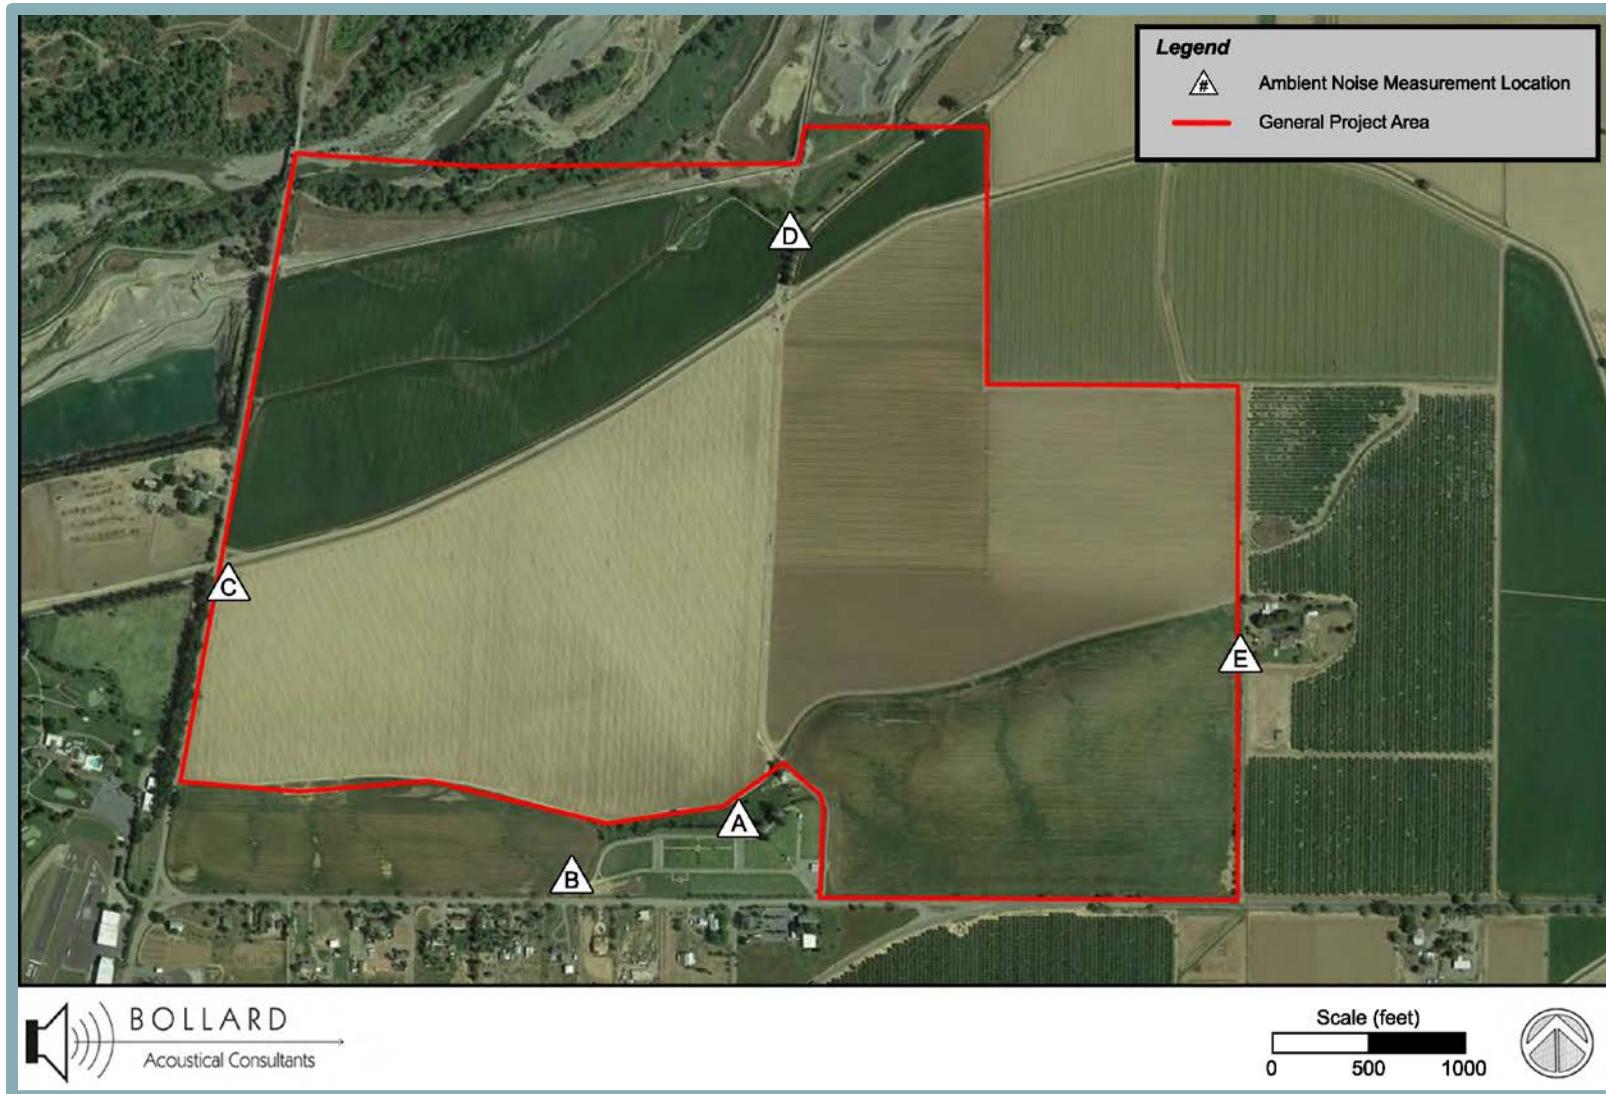 Legend
# Ambient Noise Measurement Location
General Project Area
D
C
E
A
B
BOLLARD
Acoustical Consultants
Scale (feet)
0 500 1000